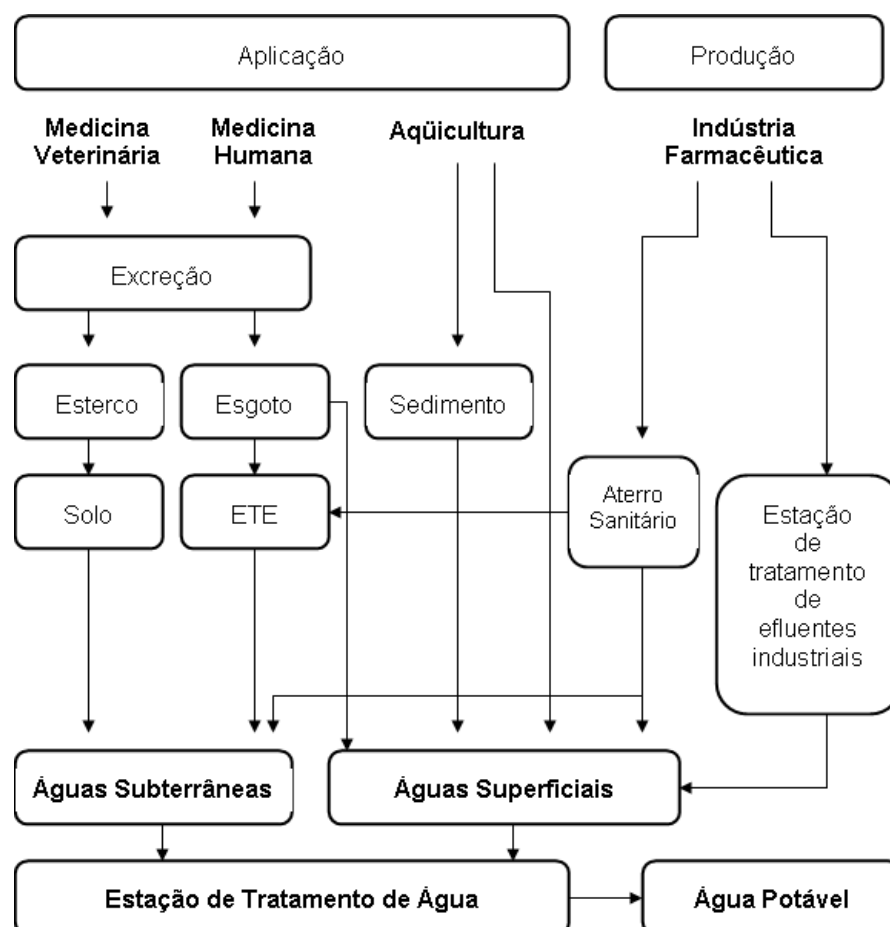 Aplicação
Produção
Medicina
Veterinária
Medicina
Humana
Aqüicultura
Indústria
Farmacêutica
Excreção
Esterco
Esgoto
Sedimento
Solo
ETE
Aterro
Sanitário
Estação
de
tratamento
de
efluentes
industriais
Águas Subterrâneas
Águas Superficiais
Estação de Tratamento de Água
Água Potável